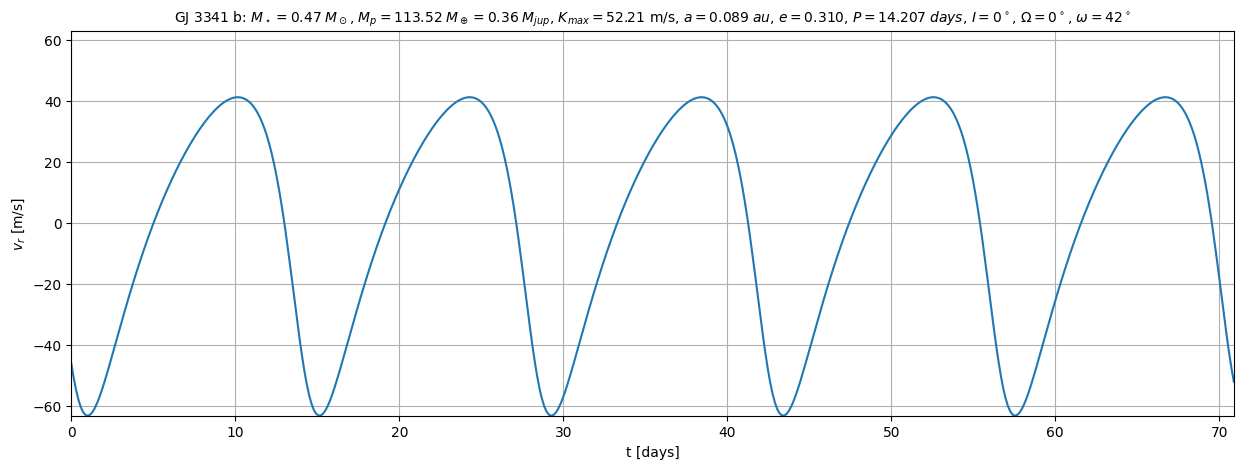 GJ 3341 b: M⋆ = 0.47 M⊙, Mp = 113.52 M⊕ = 0.36 Mjup, Kmax = 52.21 m/s, a = 0.089 au, e = 0.310, P = 14.207 days, I = 0°, Ω = 0°, ω = 42°
60
40
20
0
−20
−40
−60
vr [m/s]
0 10 20 30 40 50 60 70
t [days]